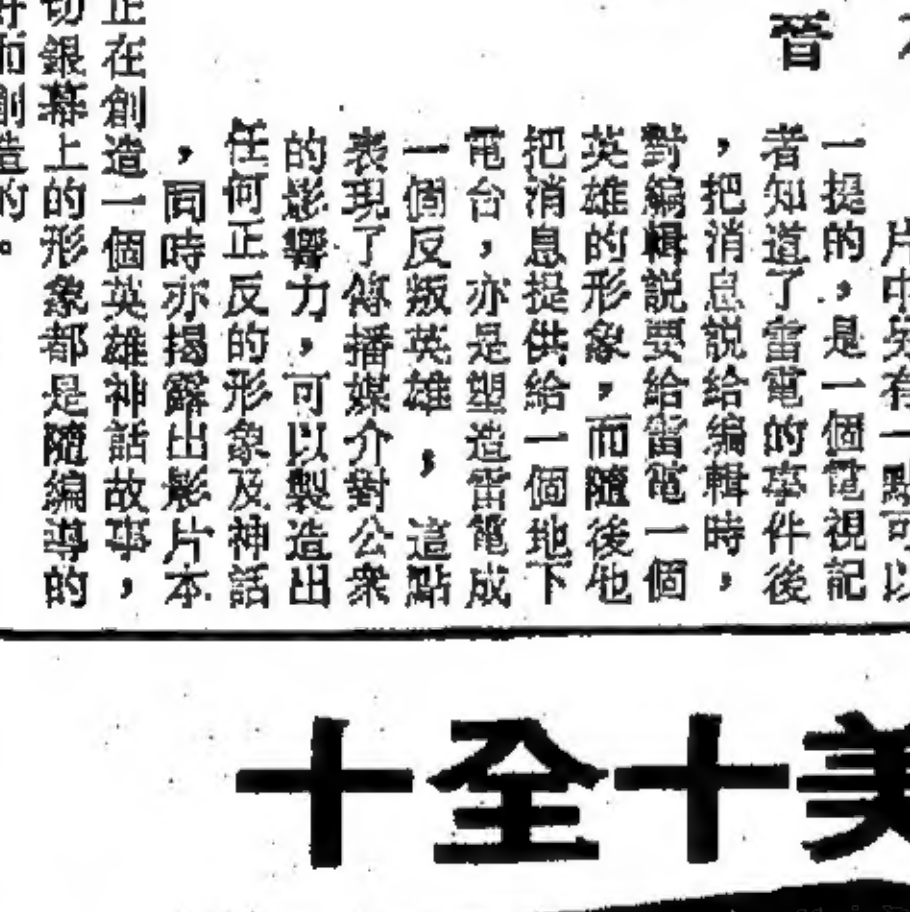 晉
片中另有一點可以
一提的，是一個電視記
者知道了雷電的事件後
，把消息說給編輯時，
對編輯說要給雷電一個
英雄的形象，而隨後他
把消息提供給一個地下
電台，亦是塑造雷電成
一個反叛英雄，這點
表現了傳播媒介對公衆
的影響力，可以製造出
任何正反的形象及神話
，同時亦揭露出影片本
正在創造一個英雄神話故事，
切銀幕上的形象都是隨編導的
好而創造的。
十全十美